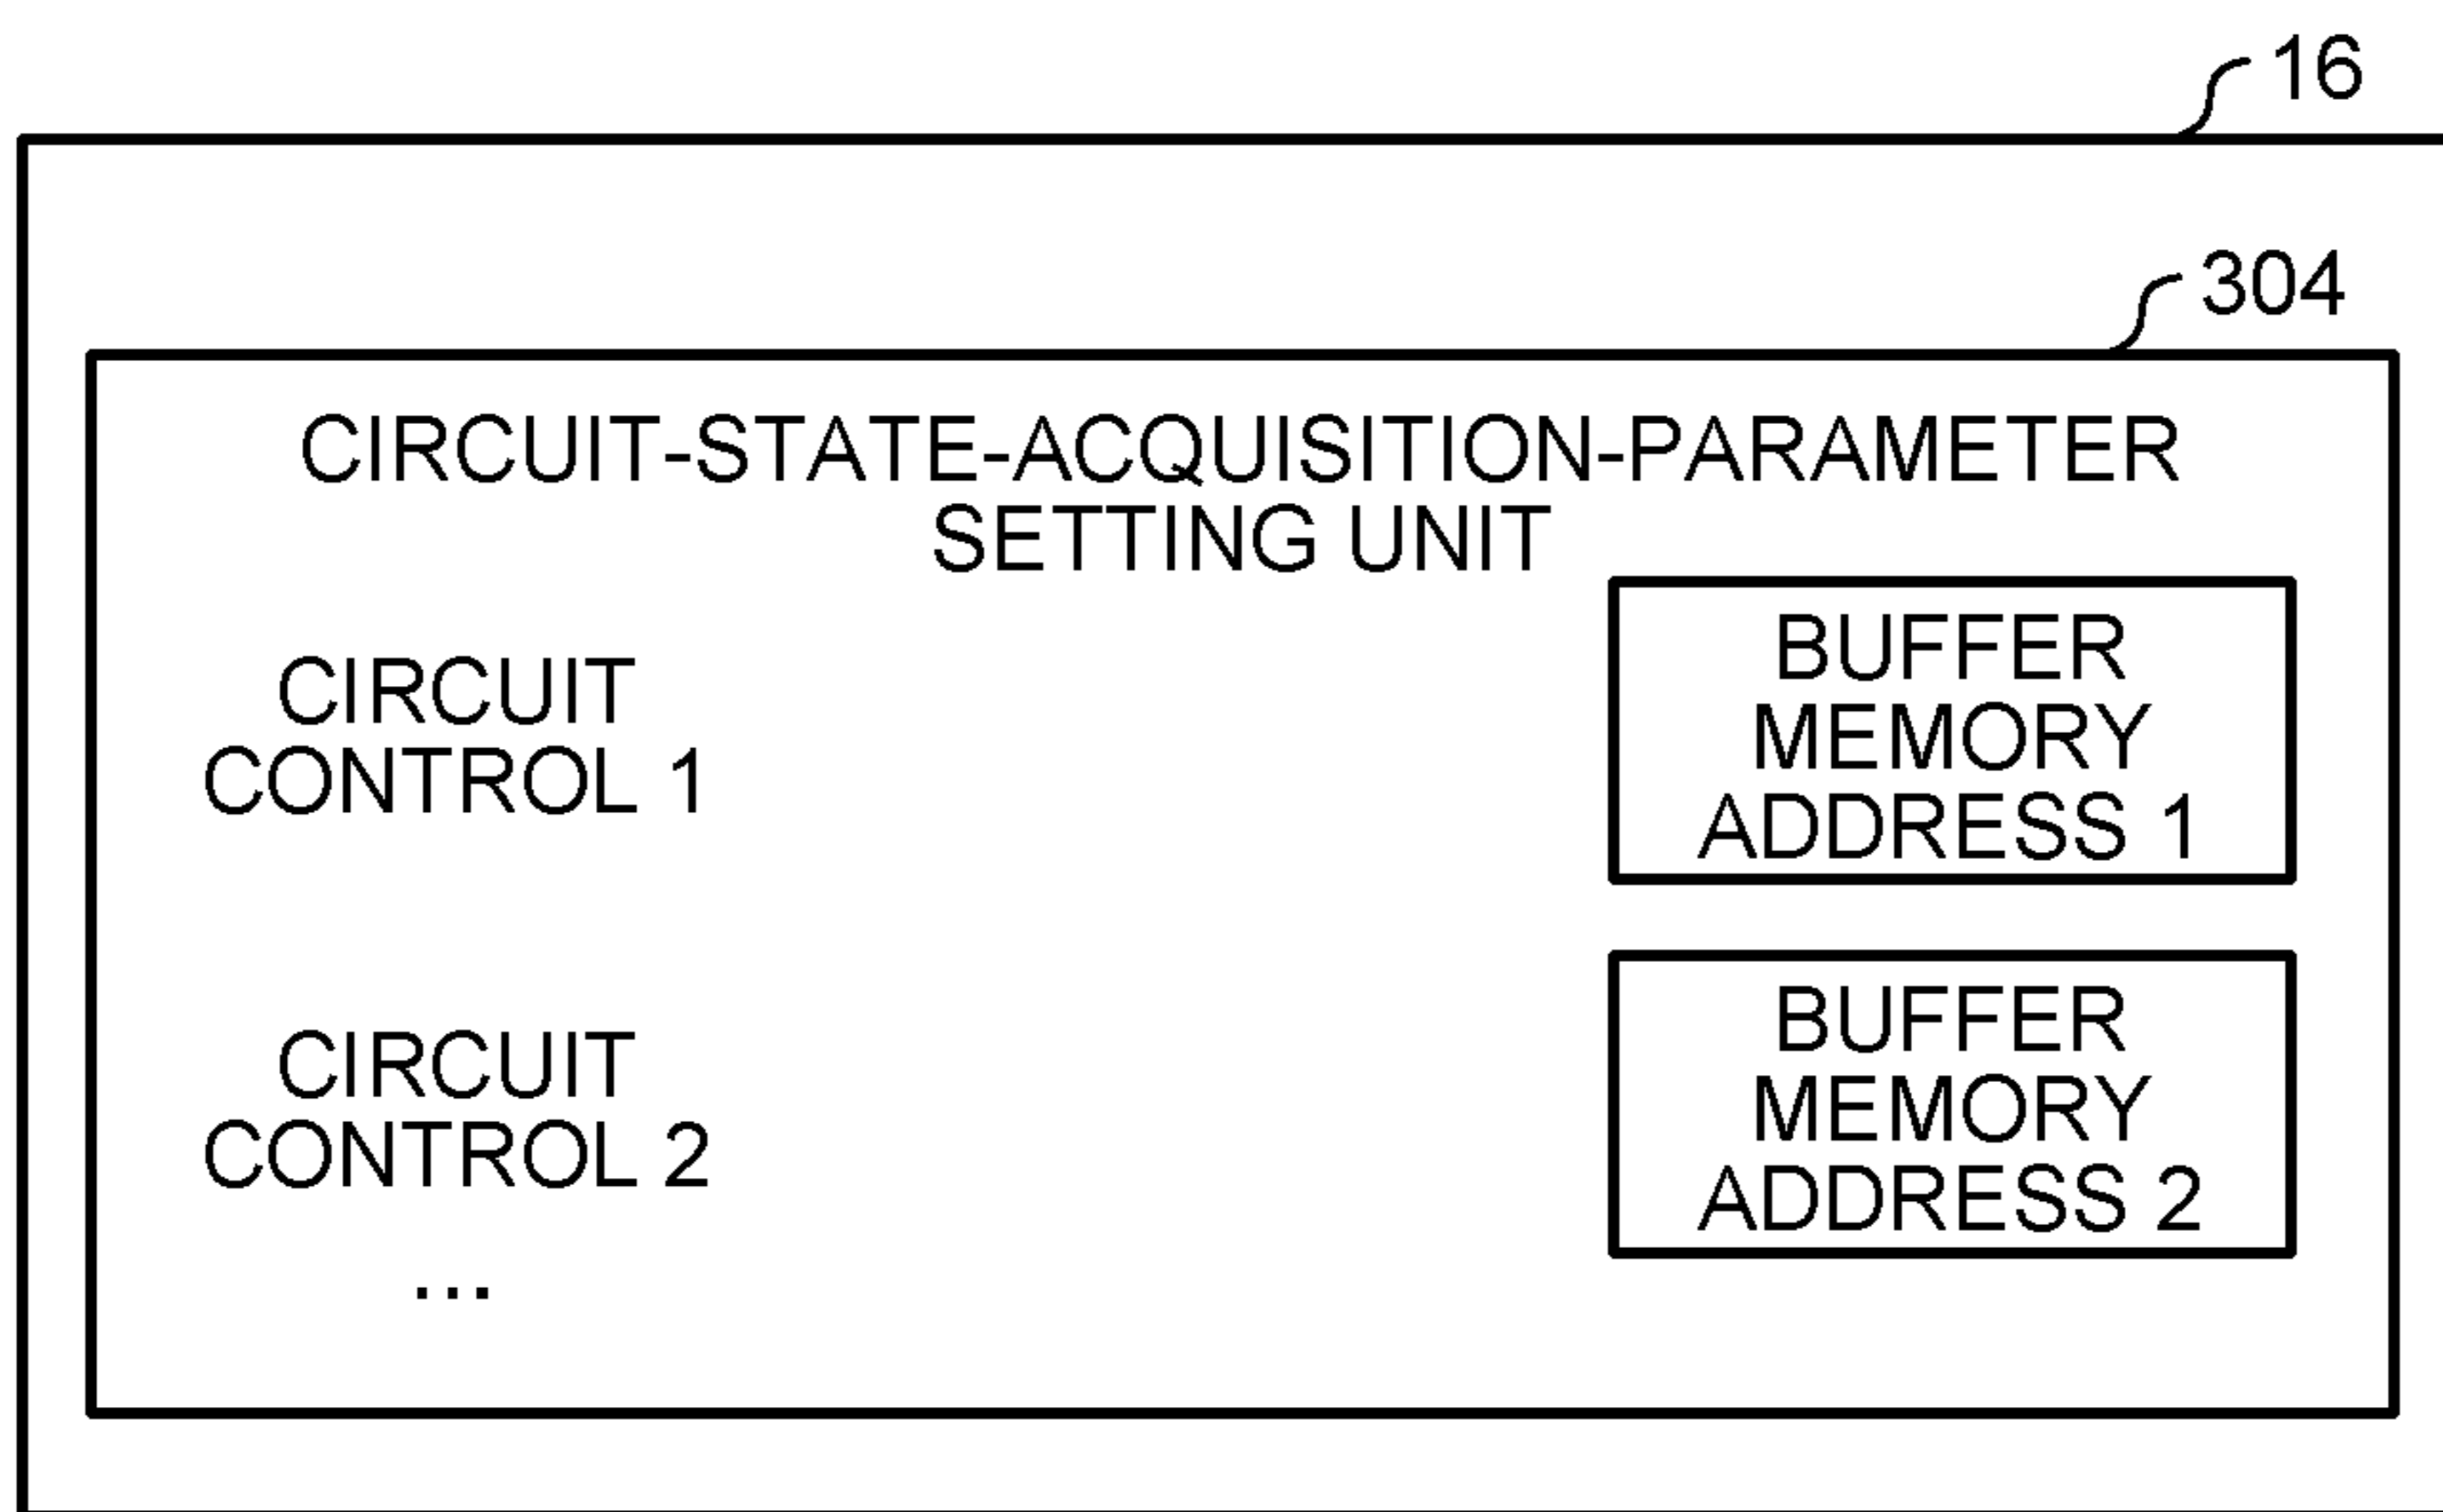 16
304
CIRCUIT-STATE-ACQUISITION-PARAMETER
SETTING UNIT
CIRCUIT
CONTROL 1
BUFFER
MEMORY
ADDRESS 1
CIRCUIT
CONTROL 2
...
BUFFER
MEMORY
ADDRESS 2